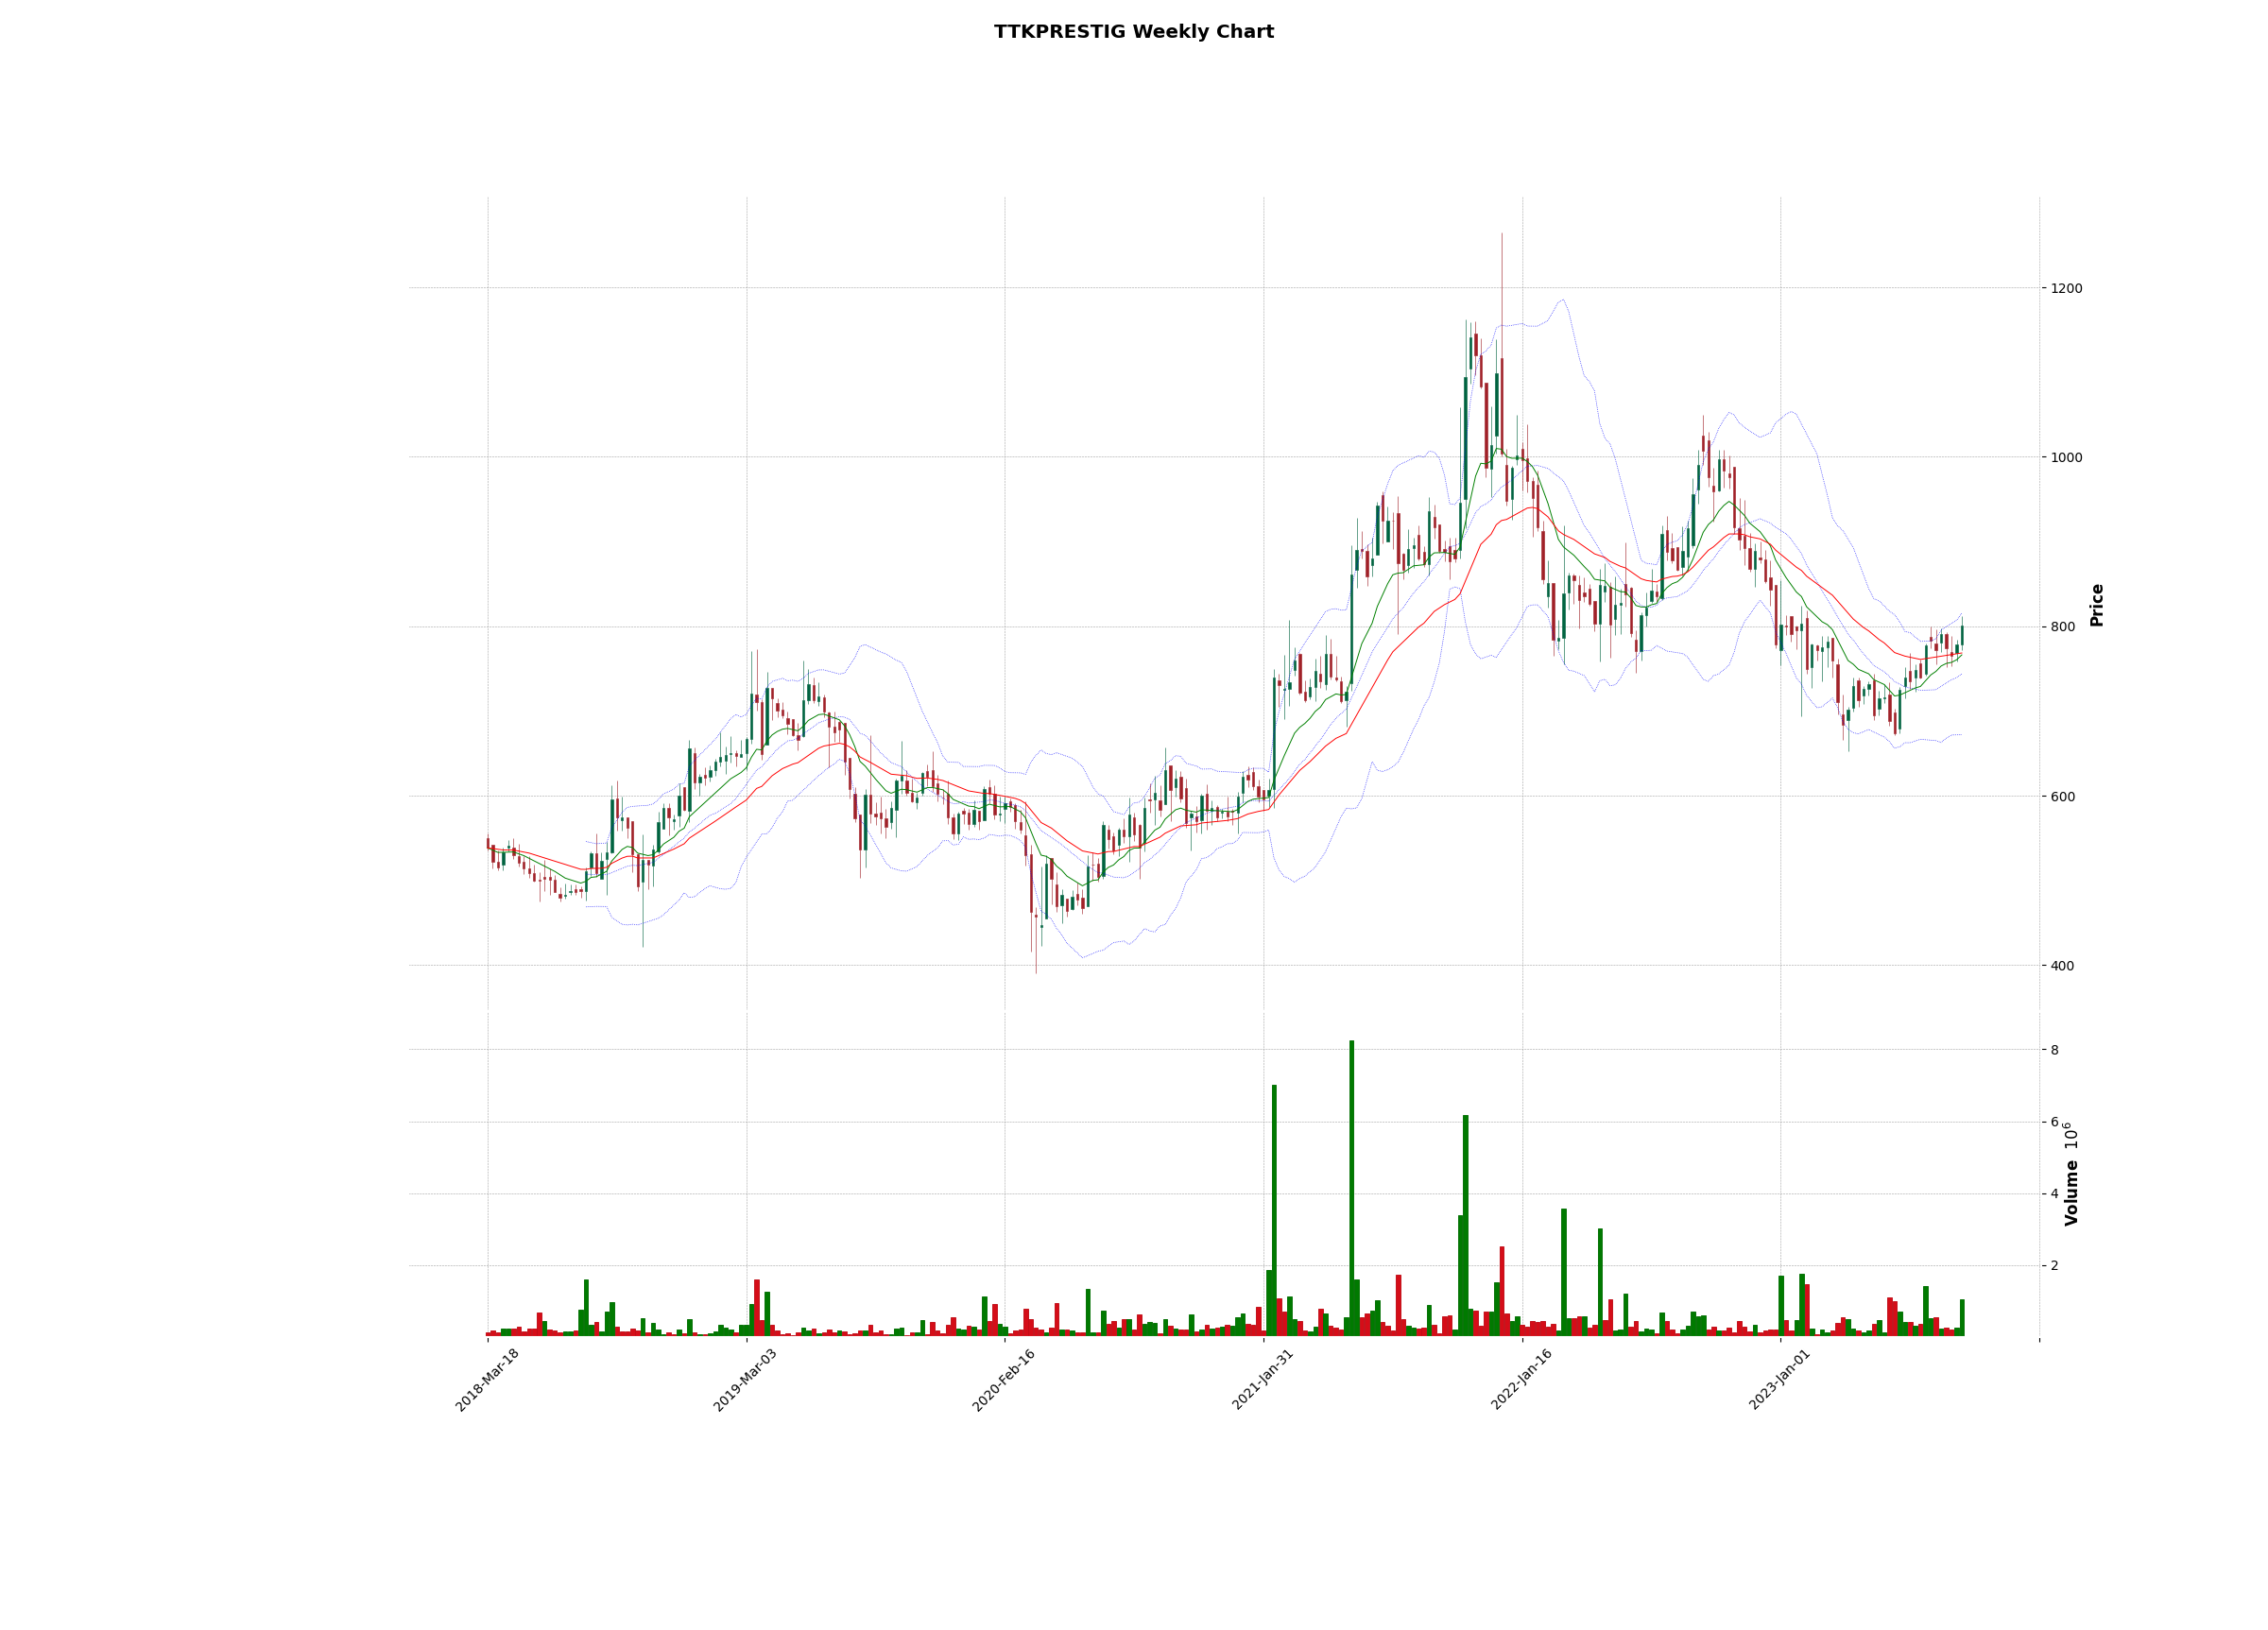 TTKPRESTIG Weekly Chart
1200
1000
800
600
400
Price
8
6
4
2
Volume 10^6
2018-Mar-18
2019-Mar-03
2020-Feb-16
2021-Jan-31
2022-Jan-16
2023-Jan-01